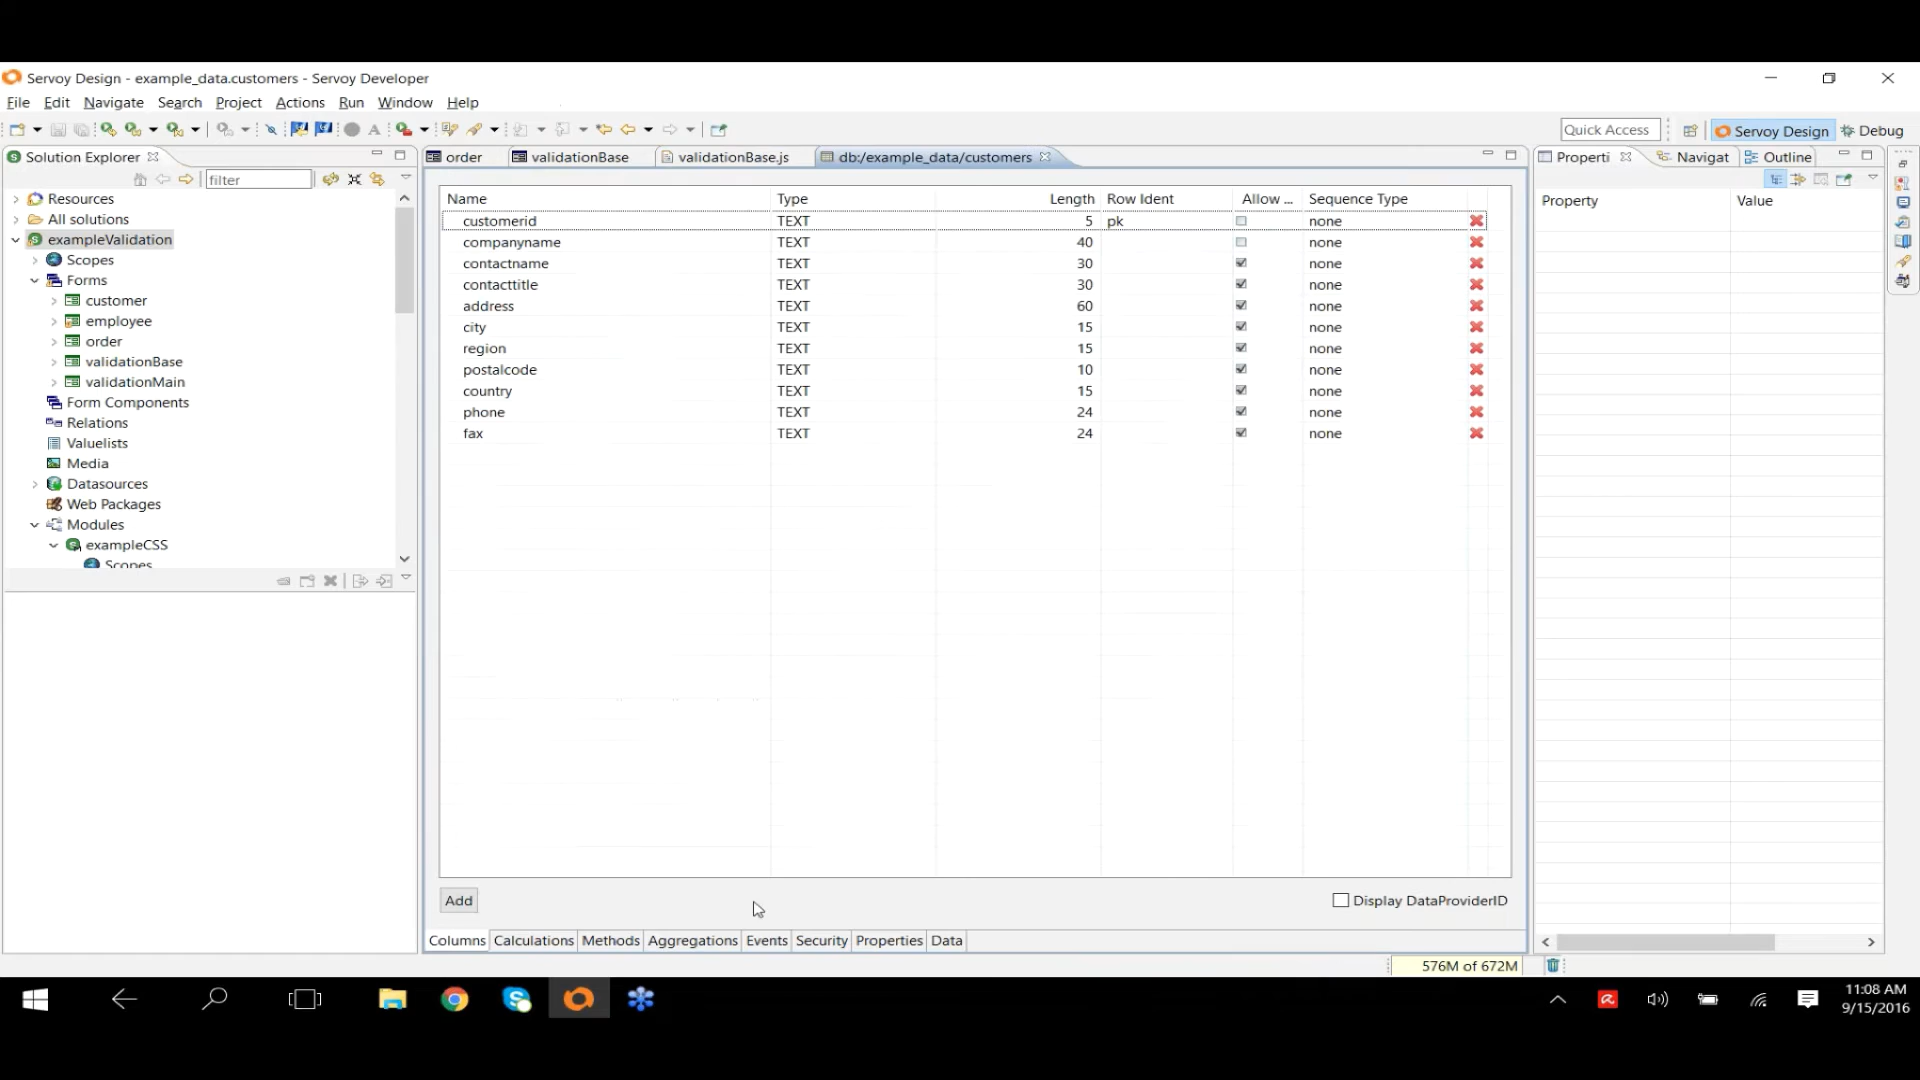 Servoy Design - example_data.customers - Servoy Developer
File Edit Navigate Search Project Actions Run Window Help
Quick Access Servoy Design Debug
Solution Explorer order validationBase validationBase.js db:/example_data/customers Properti Navigat Outline
filter
Name Type Length Row Ident Allow ... Sequence Type
Property Value
Resources
All solutions
exampleValidation
Scopes
Forms
customer
employee
order
validationBase
validationMain
Form Components
Relations
Valuelists
Media
Datasources
Web Packages
Modules
exampleCSS
Scopes
customerid TEXT 5 pk none
companyname TEXT 40 none
contactname TEXT 30 none
contacttitle TEXT 30 none
address TEXT 60 none
city TEXT 15 none
region TEXT 15 none
postalcode TEXT 10 none
country TEXT 15 none
phone TEXT 24 none
fax TEXT 24 none
Add Display DataProviderID
Columns Calculations Methods Aggregations Events Security Properties Data
576M of 672M
11:08 AM
9/15/2016